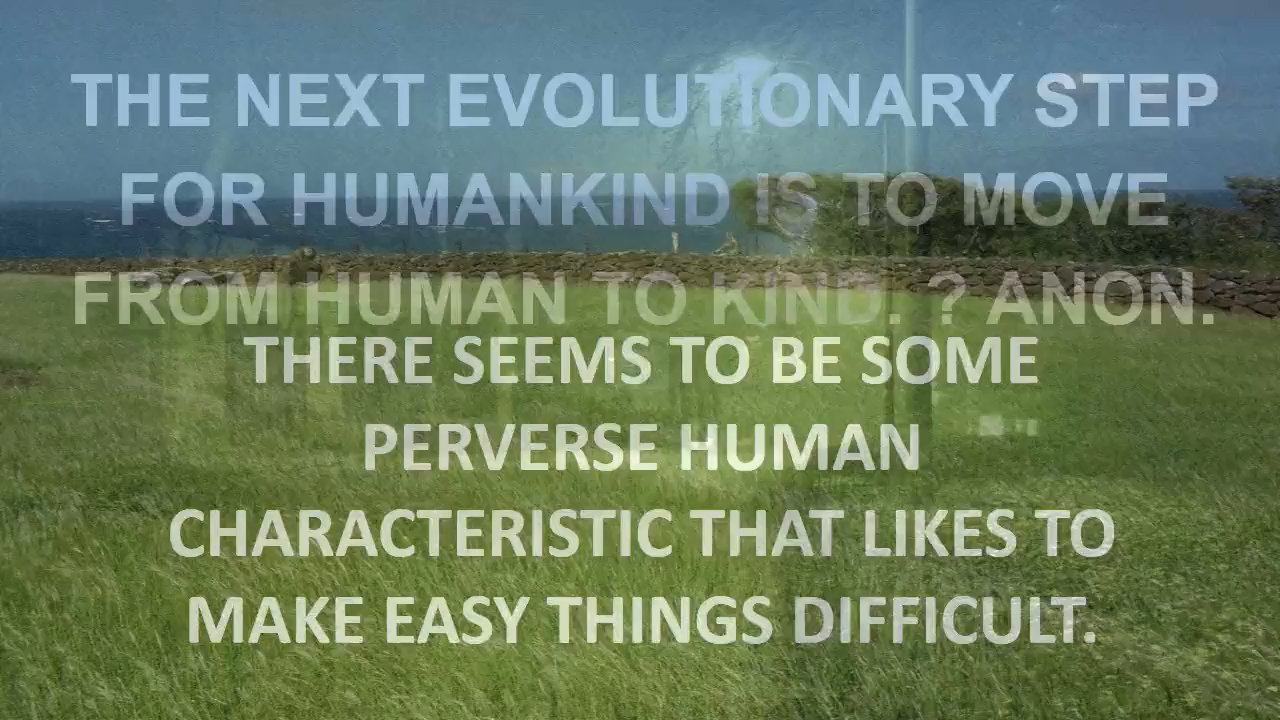 THE NEXT EVOLUTIONARY STEP
FOR HUMANKIND IS TO MOVE
FROM HUMAN TO KIND. ? ANON.
THERE SEEMS TO BE SOME
PERVERSE HUMAN
CHARACTERISTIC THAT LIKES TO
MAKE EASY THINGS DIFFICULT.